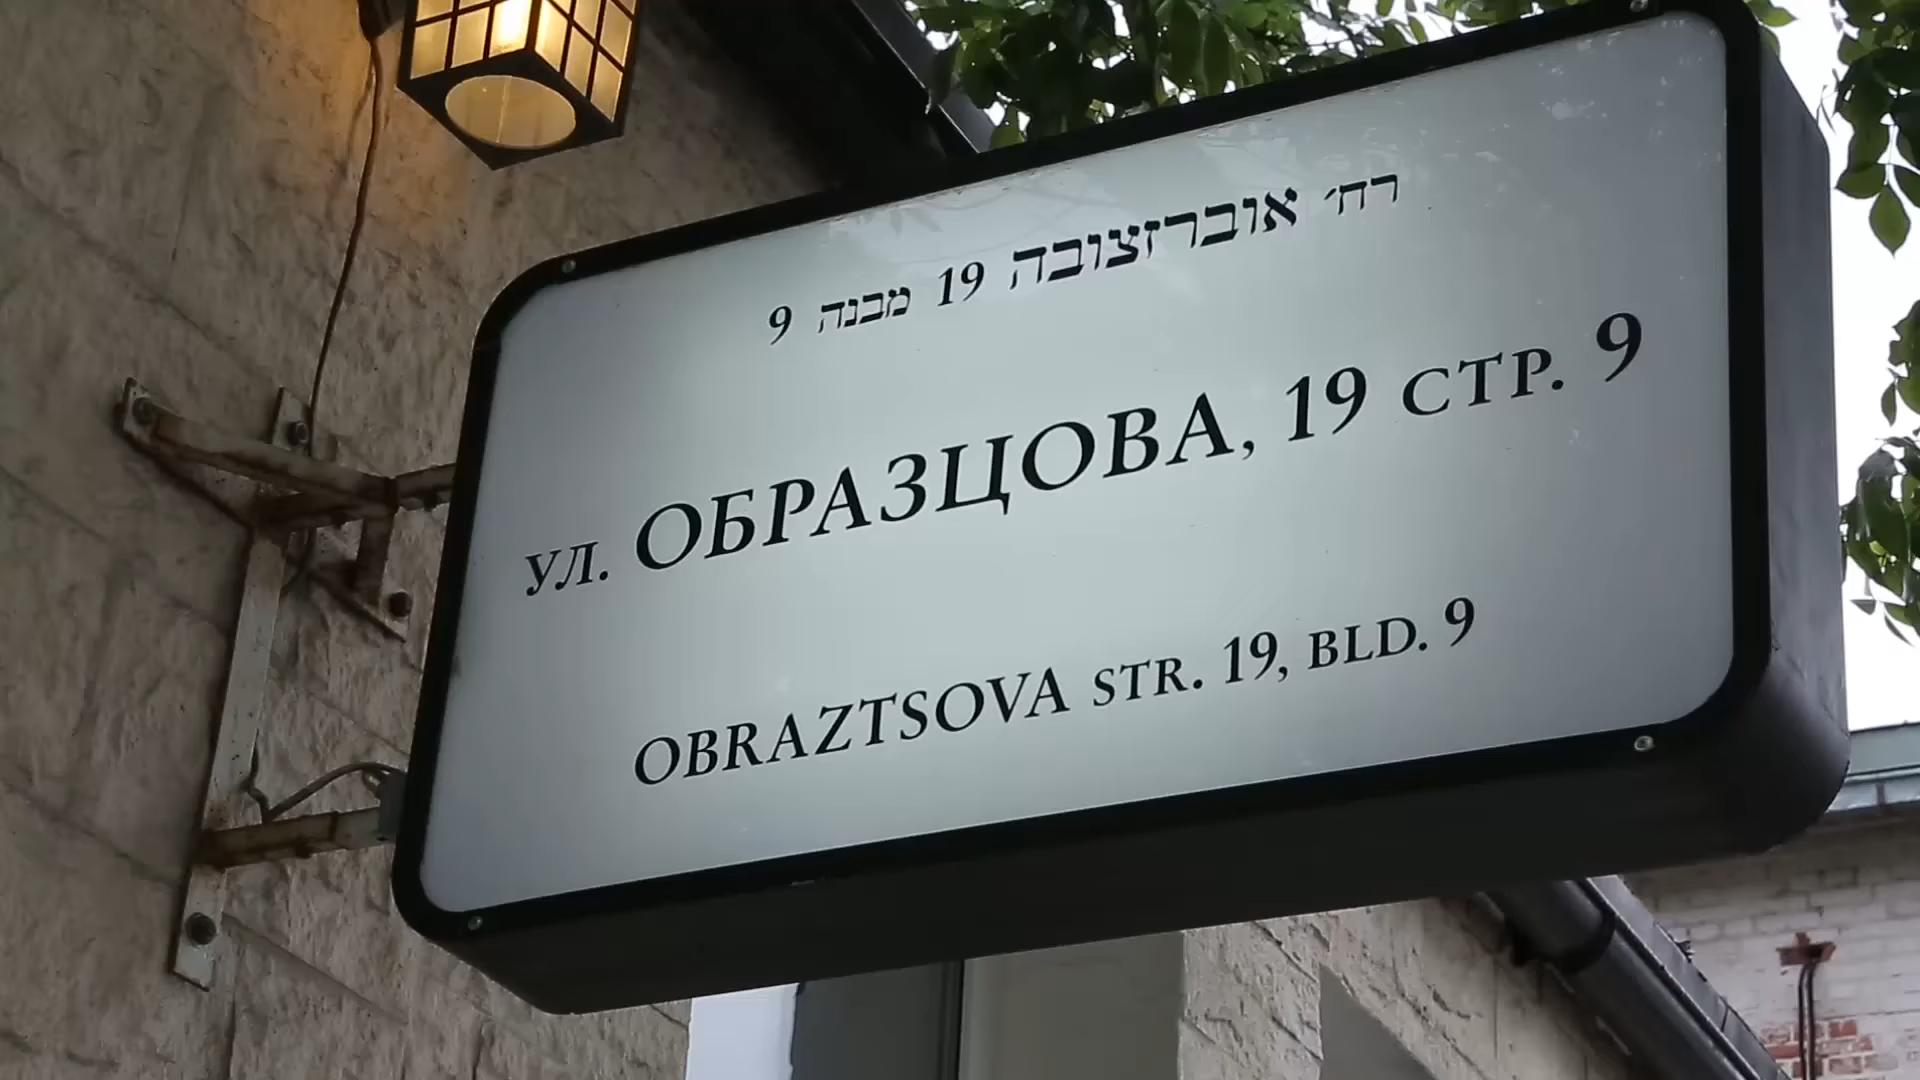 רח׳ אוברזצובה 19 מבנה 9
УЛ. ОБРАЗЦОВА, 19 СТР. 9
OBRAZTSOVA STR. 19, BLD. 9